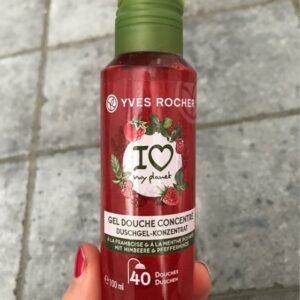 YVES ROCHER
I ♡
my planet
GEL DOUCHE CONCENTRÉ
DUSCHGEL-KONZENTRAT
À LA FRAMBOISE & À LA MENTHE POIVRÉE
MIT HIMBEERE & PFEFFERMINZE
100 ml
40 DOUCHES
DUSCHEN